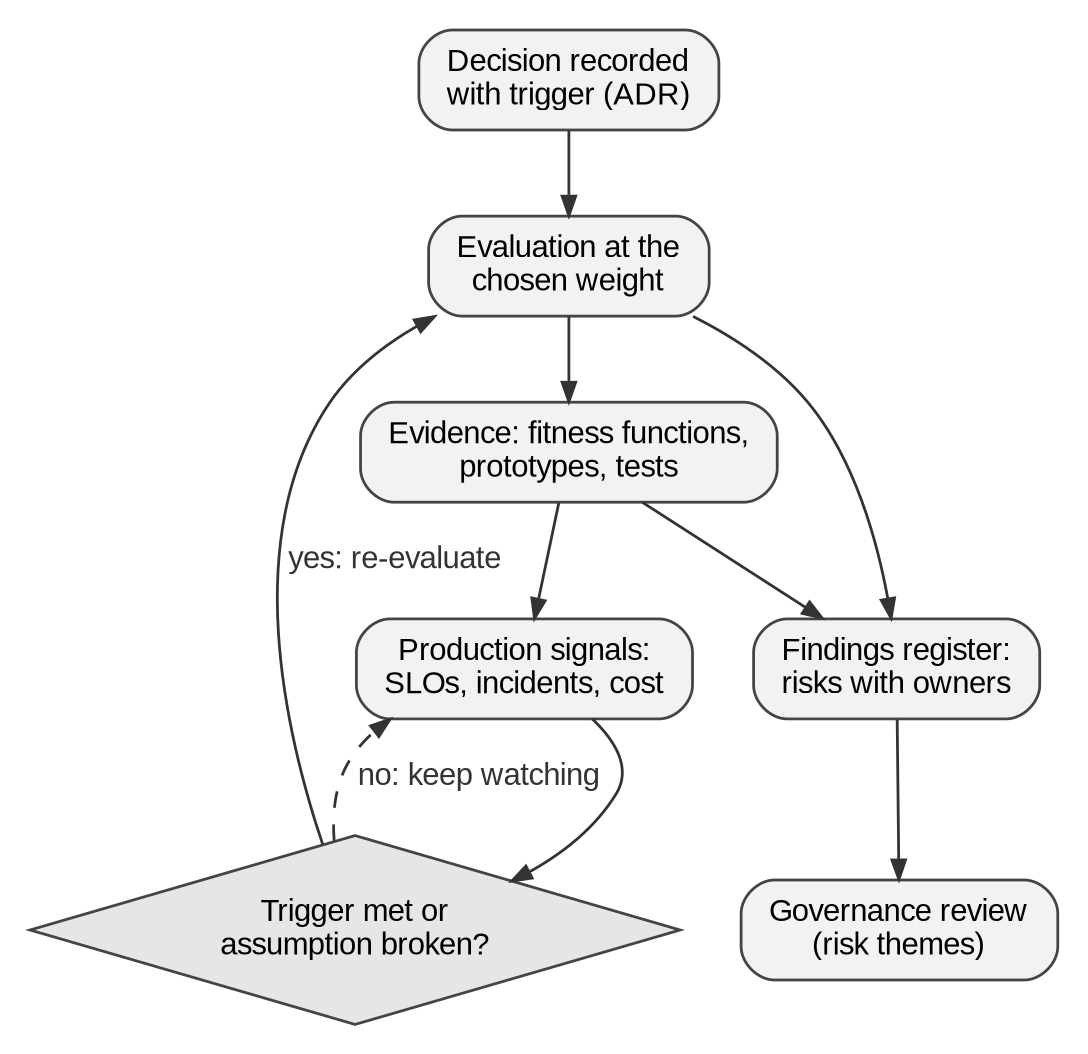 Decision recorded
with trigger (ADR)
Evaluation at the
chosen weight
Evidence: fitness functions,
prototypes, tests
yes: re-evaluate
Production signals:
SLOs, incidents, cost
Findings register:
risks with owners
no: keep watching
Trigger met or
assumption broken?
Governance review
(risk themes)